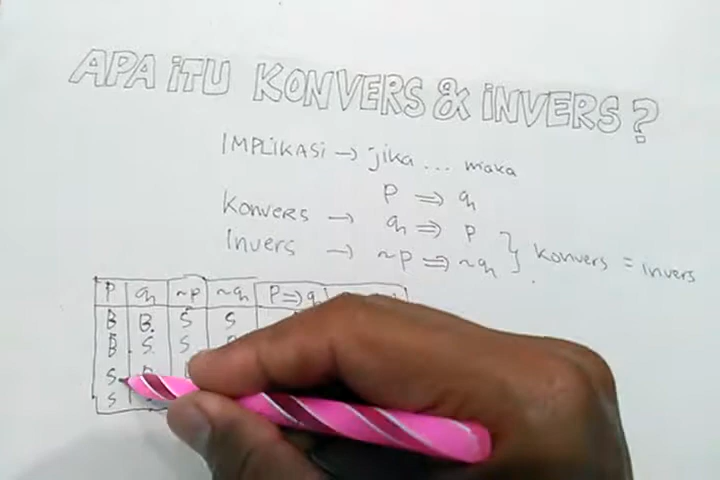 APA iTU KONVERS & iNVERS?
IMPLIKASi → jika ... maka
P ⇒ q
Konvers → q ⇒ P
Invers → ~P ⇒ ~q } Konvers = invers
P q ~P ~q P⇒q
B B S S
B S S
S
S